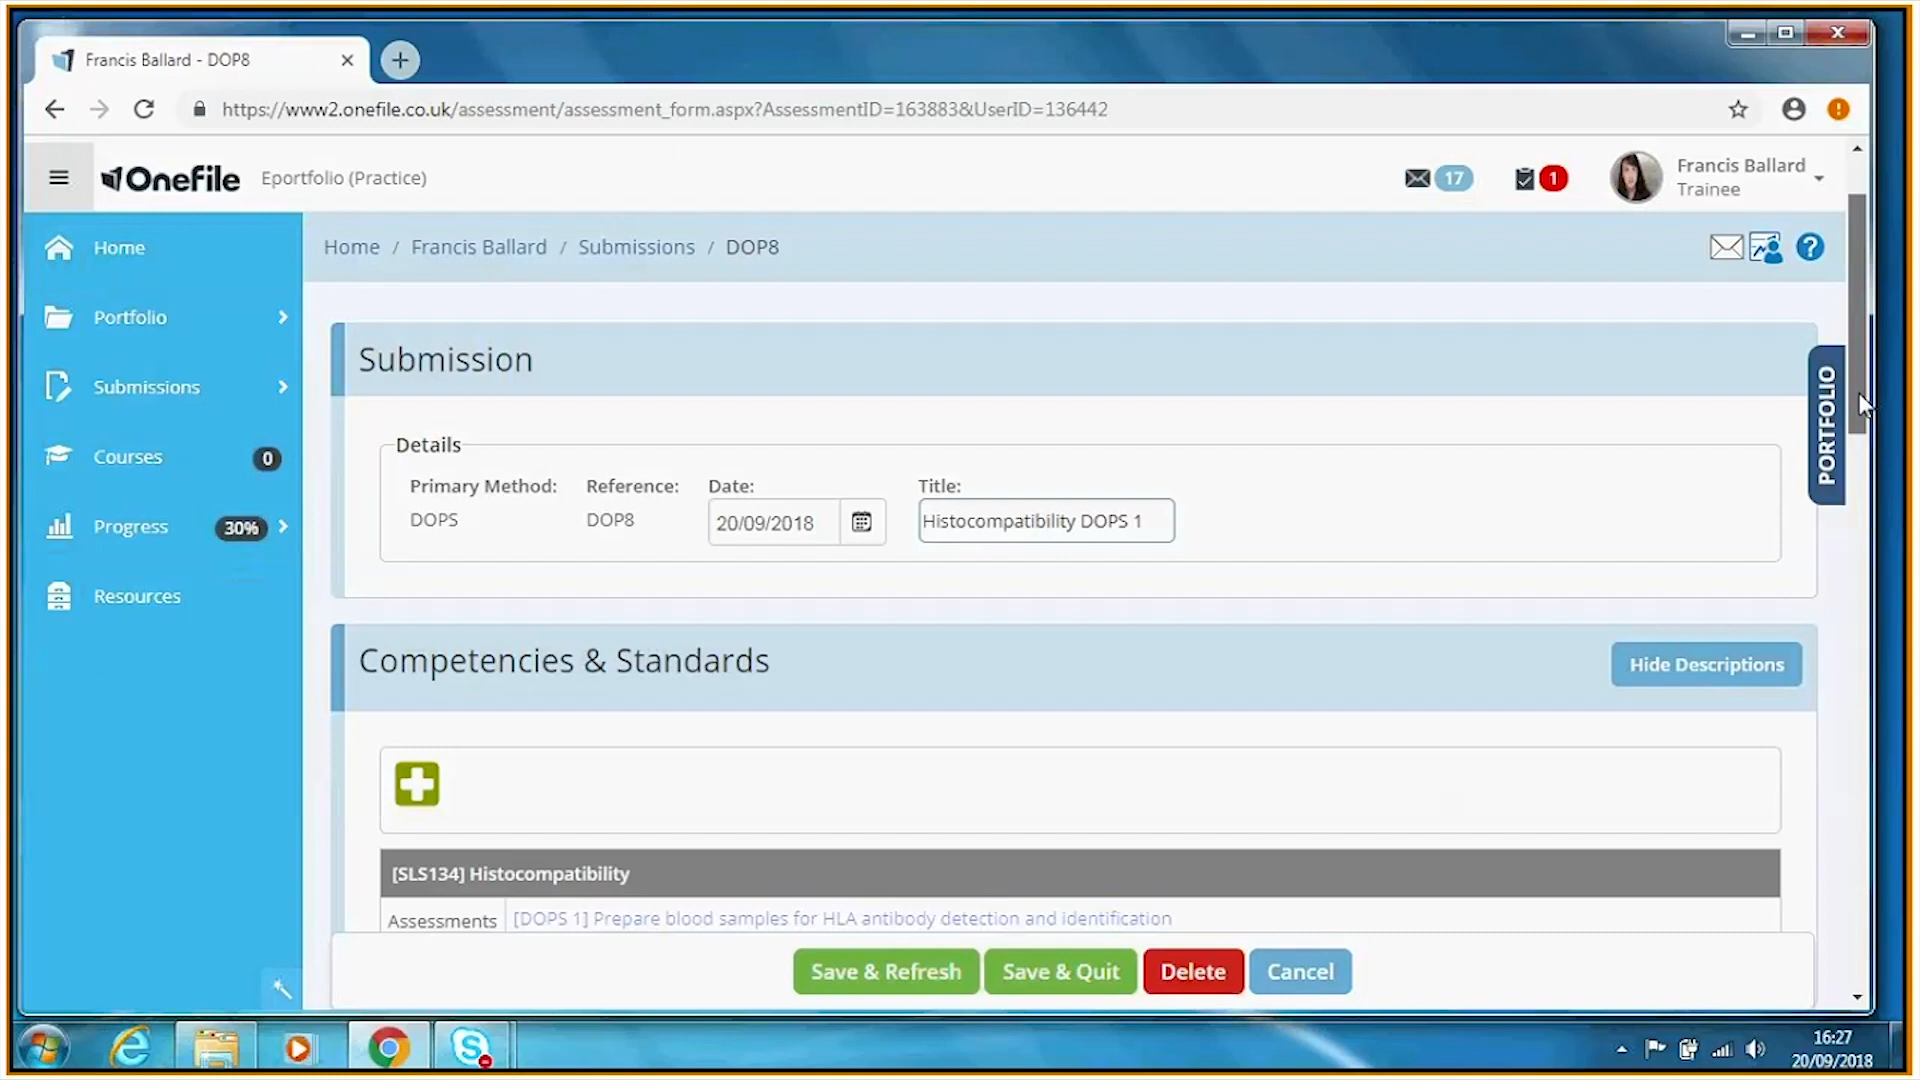 Francis Ballard - DOP8
https://www2.onefile.co.uk/assessment/assessment_form.aspx?AssessmentID=163883&UserID=136442
Onefile
Eportfolio (Practice)
17
1
Francis Ballard
Trainee
Home
Portfolio
Submissions
Courses
0
Progress
30%
Resources
Home / Francis Ballard / Submissions / DOP8
?
PORTFOLIO
Submission
Details
Primary Method: Reference: Date: Title:
DOPS DOP8 20/09/2018 Histocompatibility DOPS 1
Competencies & Standards
Hide Descriptions
[SLS134] Histocompatibility
Assessments [DOPS 1] Prepare blood samples for HLA antibody detection and identification
Save & Refresh Save & Quit Delete Cancel
16:27
20/09/2018